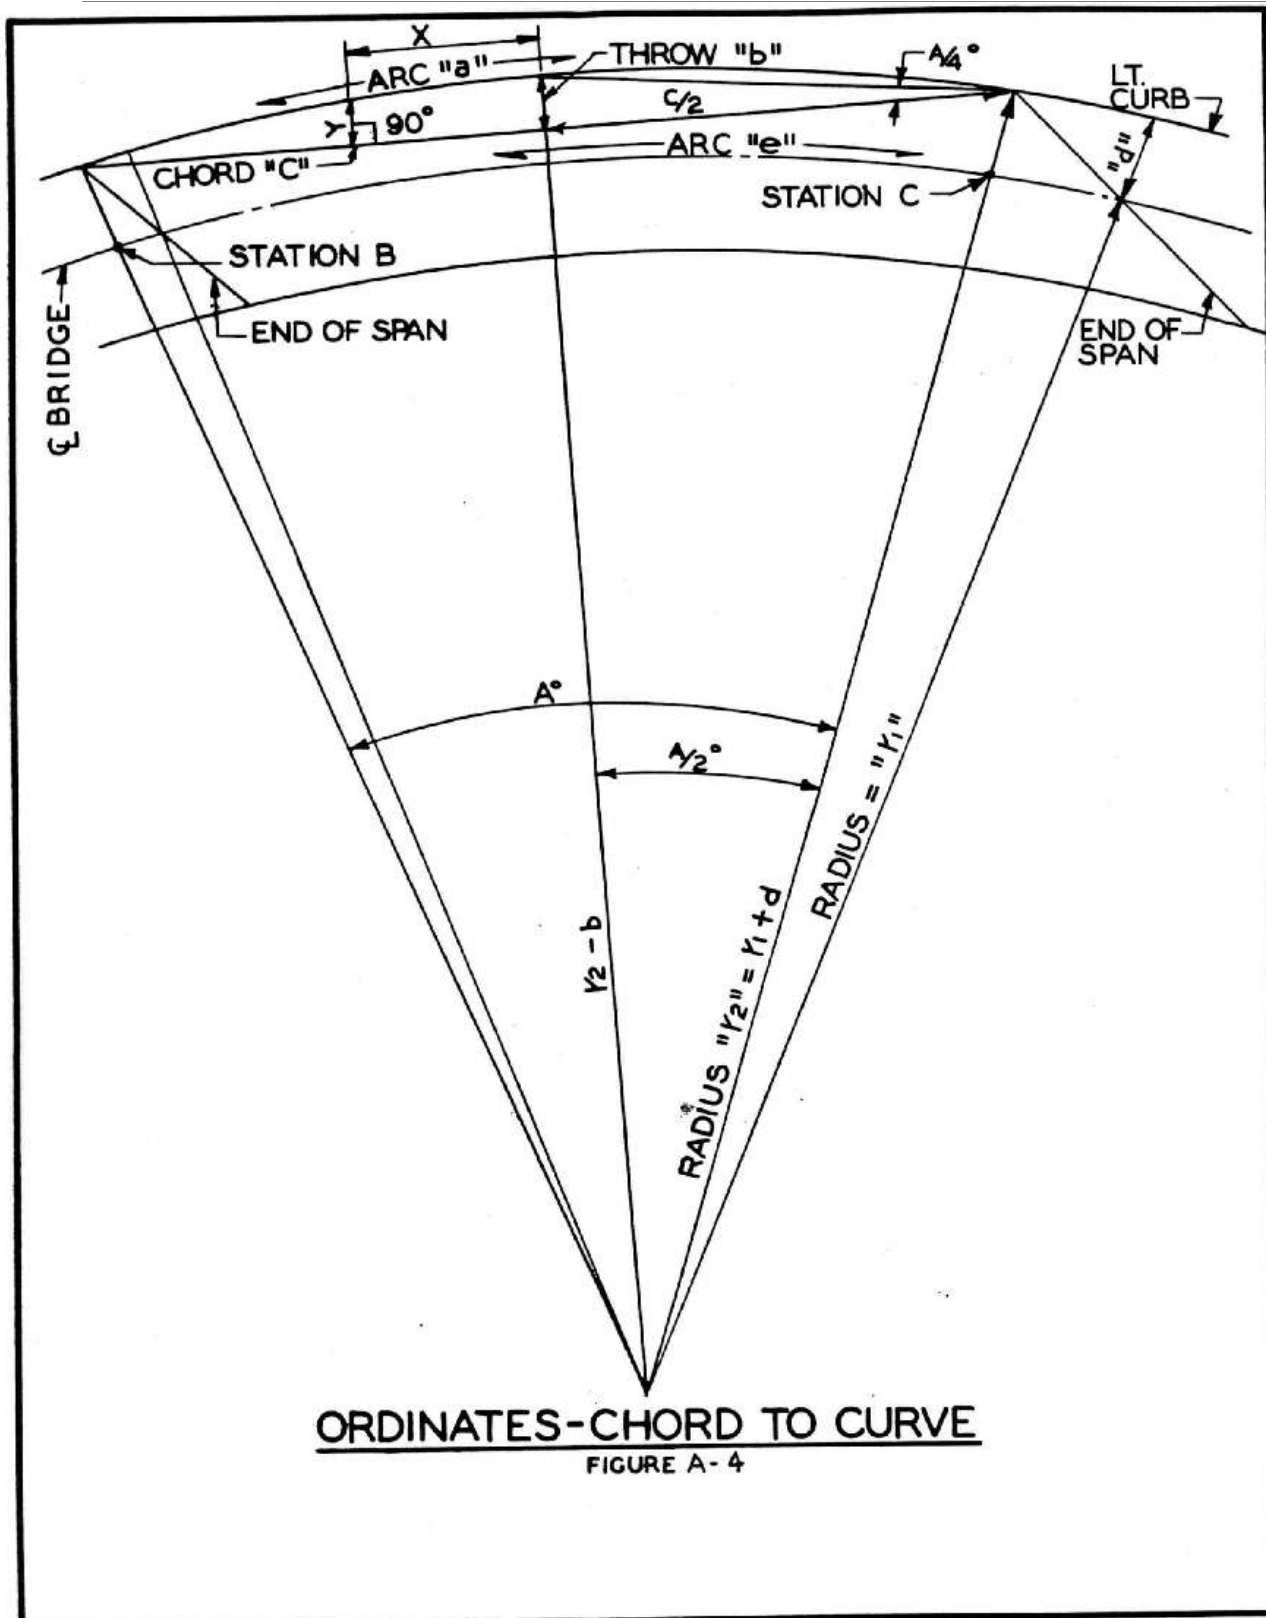 X
THROW "b"
A/4°
ARC "a"
LT.
CURB
C/2
Y
90°
ARC "e"
"d"
CHORD "C"
STATION C
STATION B
END OF SPAN
END OF
SPAN
℄ BRIDGE
A°
A/2°
RADIUS = "r1"
r2 - b
RADIUS "r2" = r1 + d
ORDINATES-CHORD TO CURVE
FIGURE A-4